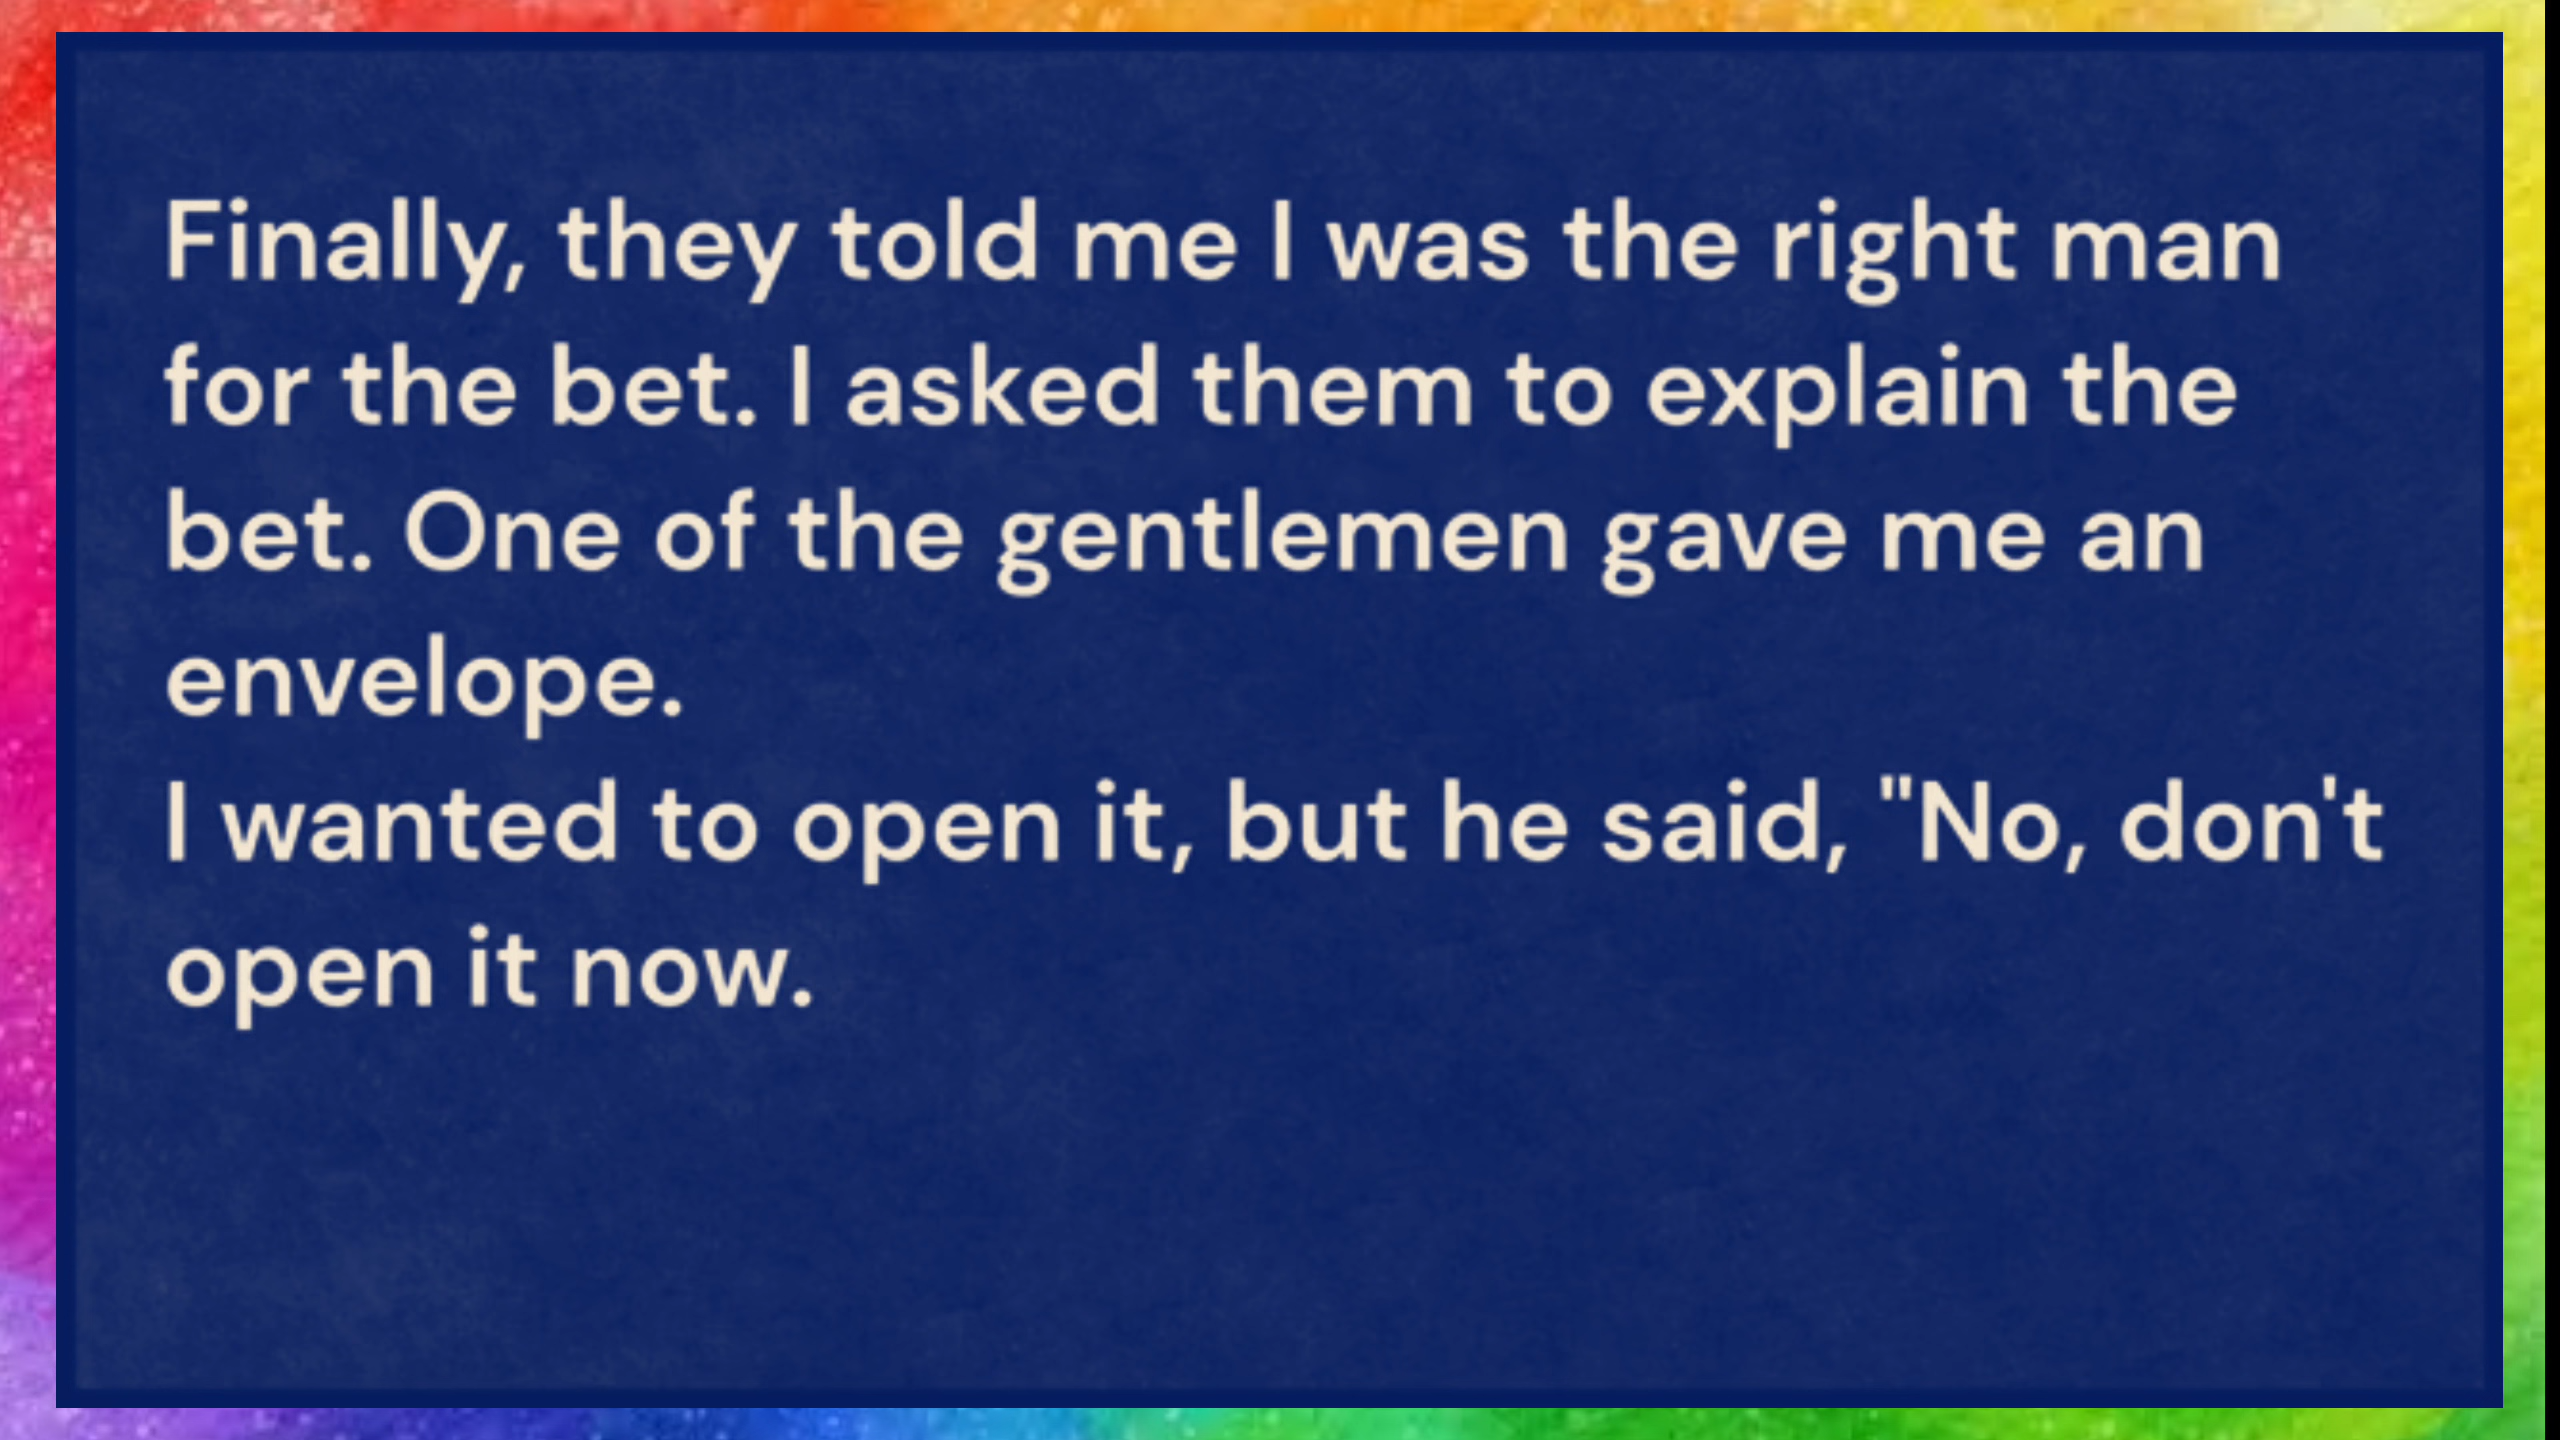 Finally, they told me I was the right man
for the bet. I asked them to explain the
bet. One of the gentlemen gave me an
envelope.
I wanted to open it, but he said, "No, don't
open it now.